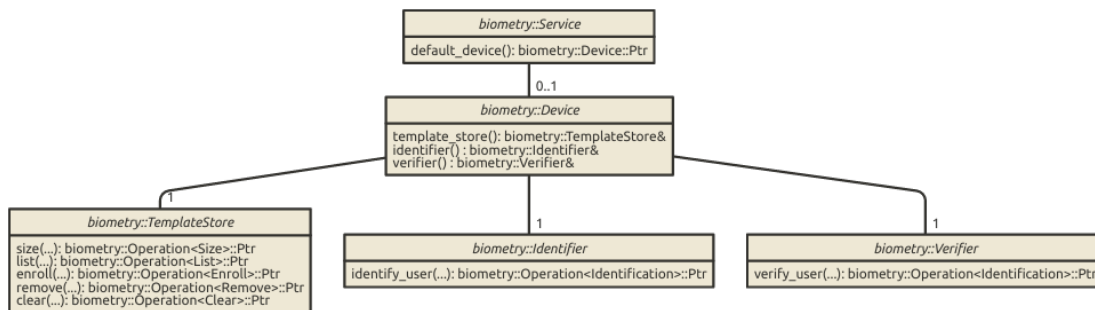 biometry::Service
default_device(): biometry::Device::Ptr
0..1
biometry::Device
template_store(): biometry::TemplateStore&
identifier() : biometry::Identifier&
verifier() : biometry::Verifier&
1
biometry::TemplateStore
size(...): biometry::Operation<Size>::Ptr
list(...): biometry::Operation<List>::Ptr
enroll(...): biometry::Operation<Enroll>::Ptr
remove(...): biometry::Operation<Remove>::Ptr
clear(...): biometry::Operation<Clear>::Ptr
1
biometry::Identifier
identify_user(...): biometry::Operation<Identification>::Ptr
1
biometry::Verifier
verify_user(...): biometry::Operation<Identification>::Ptr